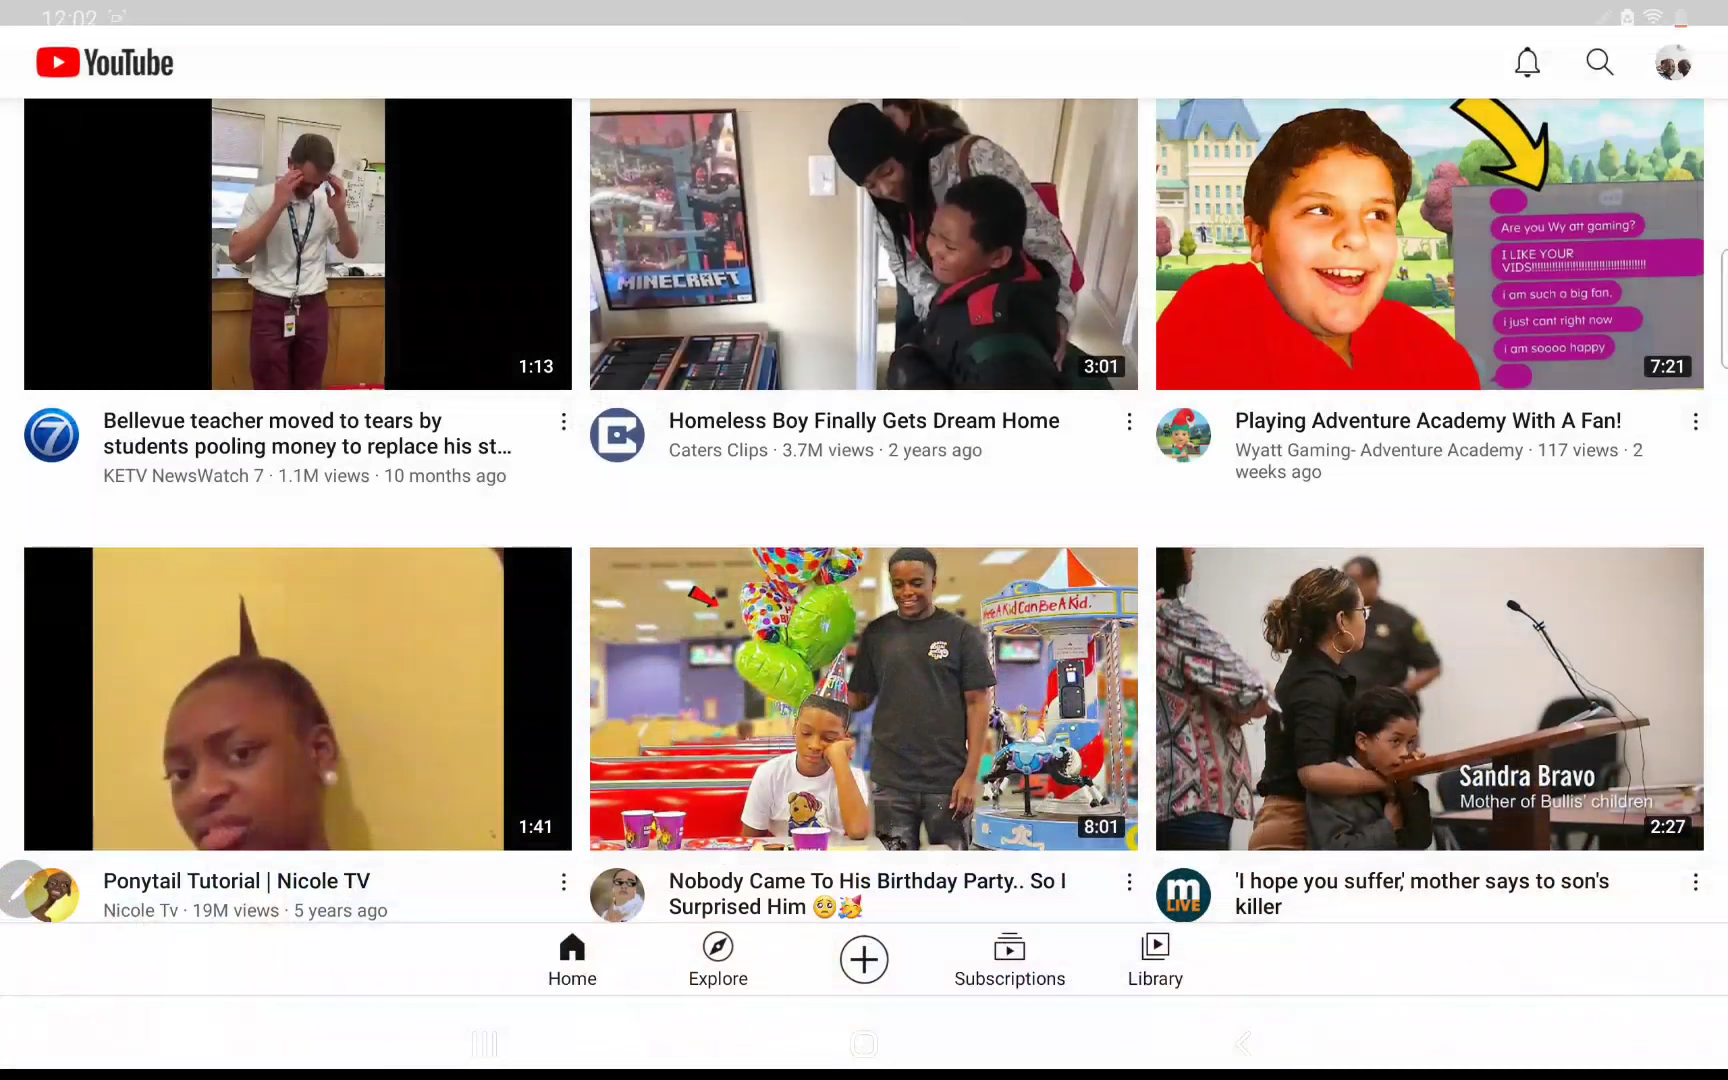 12:02
YouTube
MINECRAFT
Are you Wy att gaming?
I LIKE YOUR
VIDS!!!!!!!!!!!!!!!!!!!!!!!!!!!!!!!!!!!
i am such a big fan.
i just cant right now
i am soooo happy
1:13
3:01
7:21
7
Bellevue teacher moved to tears by
students pooling money to replace his st...
KETV NewsWatch 7 · 1.1M views · 10 months ago
Homeless Boy Finally Gets Dream Home
Caters Clips · 3.7M views · 2 years ago
Playing Adventure Academy With A Fan!
Wyatt Gaming- Adventure Academy · 117 views · 2
weeks ago
A Kid Can Be A Kid.
Sandra Bravo
Mother of Bullis' children
1:41
8:01
2:27
Ponytail Tutorial | Nicole TV
Nicole Tv · 19M views · 5 years ago
Nobody Came To His Birthday Party.. So I
Surprised Him 🥺🥳
m
LIVE
'I hope you suffer,' mother says to son's
killer
Home
Explore
Subscriptions
Library